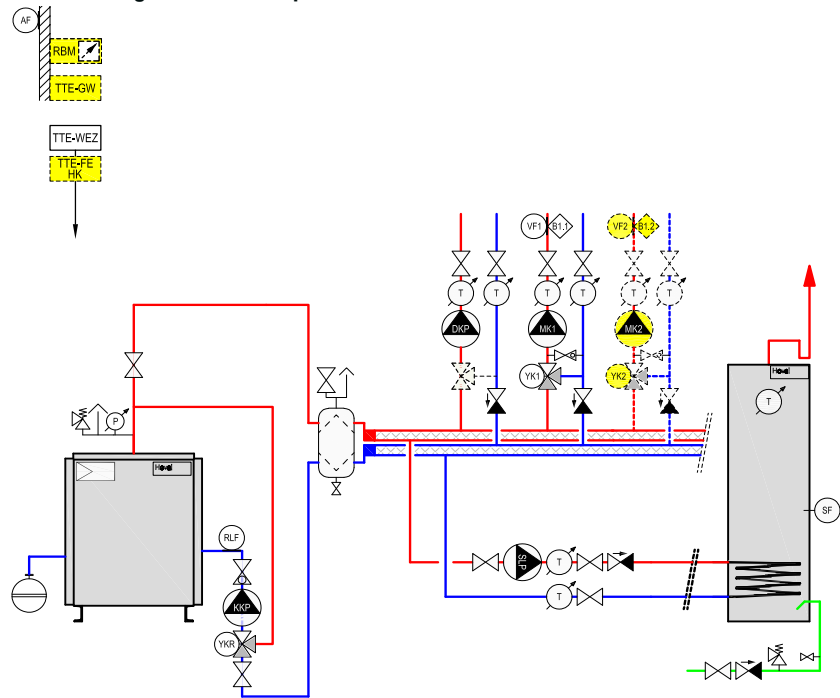 AF
RBM
TTE-GW
TTE-WEZ
TTE-FE
HK
VF1
B1.1
VF2
B1.2
T
T
T
T
T
T
DKP
MK1
MK2
YK1
YK2
P
Hoval
T
Hoval
SF
RLF
SLP
T
KKP
T
YKR